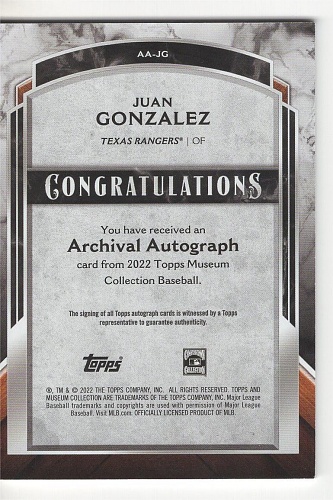 AA-JG
JUAN
GONZALEZ
TEXAS RANGERS® | OF
CONGRATULATIONS
You have received an
Archival Autograph
card from 2022 Topps Museum
Collection Baseball.
The signing of all Topps autograph cards is witnessed by a Topps
representative to guarantee authenticity.
topps
COOPERSTOWN
COLLECTION
®, TM & © 2022 THE TOPPS COMPANY, INC. ALL RIGHTS RESERVED. TOPPS AND
MUSEUM COLLECTION ARE TRADEMARKS OF THE TOPPS COMPANY, INC. Major League
Baseball trademarks and copyrights are used with permission of Major League
Baseball. Visit MLB.com. OFFICIALLY LICENSED PRODUCT OF MLB.